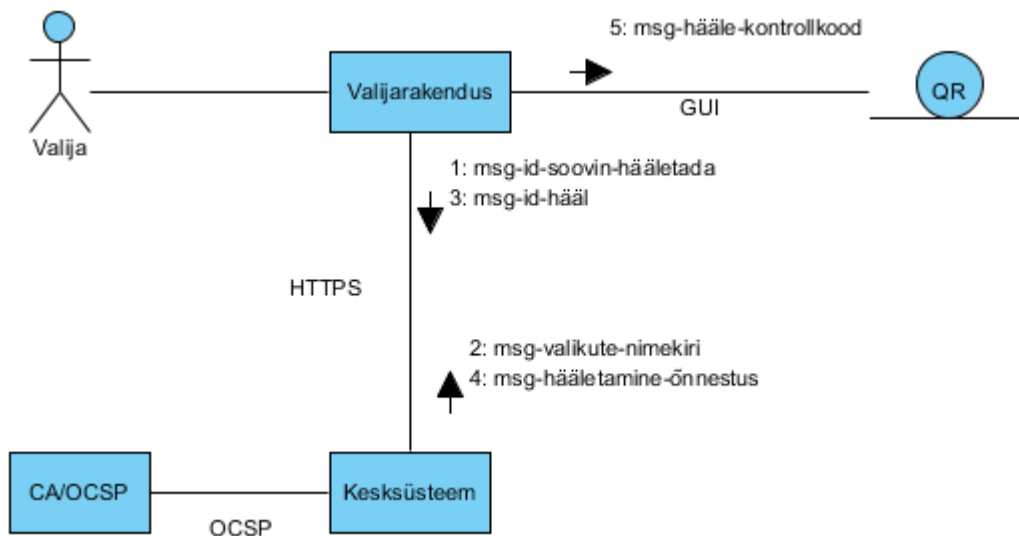 5: msg-hääle-kontrollkood
Valijarakendus
QR
GUI
Valija
1: msg-id-soovin-hääletada
3: msg-id-hääl
HTTPS
2: msg-valikute-nimekiri
4: msg-hääletamine-õnnestus
CA/OCSP
Kesksüsteem
OCSP